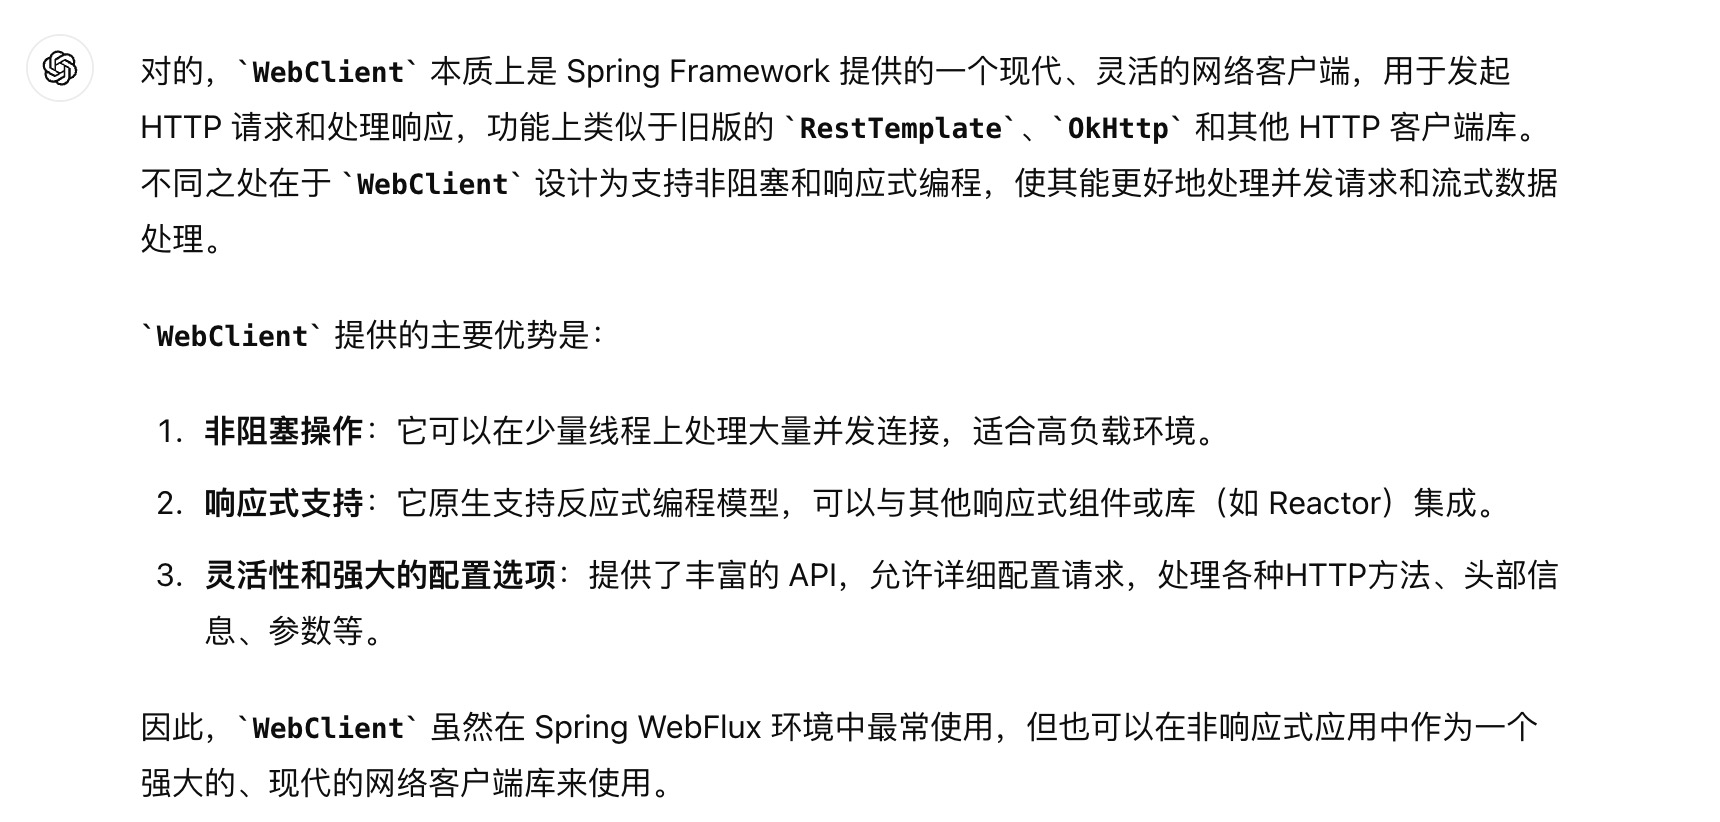 对的，`WebClient` 本质上是 Spring Framework 提供的一个现代、灵活的网络客户端，用于发起
HTTP 请求和处理响应，功能上类似于旧版的 `RestTemplate`、`OkHttp` 和其他 HTTP 客户端库。
不同之处在于 `WebClient` 设计为支持非阻塞和响应式编程，使其能更好地处理并发请求和流式数据
处理。
`WebClient` 提供的主要优势是：
1. 非阻塞操作：它可以在少量线程上处理大量并发连接，适合高负载环境。
2. 响应式支持：它原生支持反应式编程模型，可以与其他响应式组件或库（如 Reactor）集成。
3. 灵活性和强大的配置选项：提供了丰富的 API，允许详细配置请求，处理各种HTTP方法、头部信
息、参数等。
因此，`WebClient` 虽然在 Spring WebFlux 环境中最常使用，但也可以在非响应式应用中作为一个
强大的、现代的网络客户端库来使用。